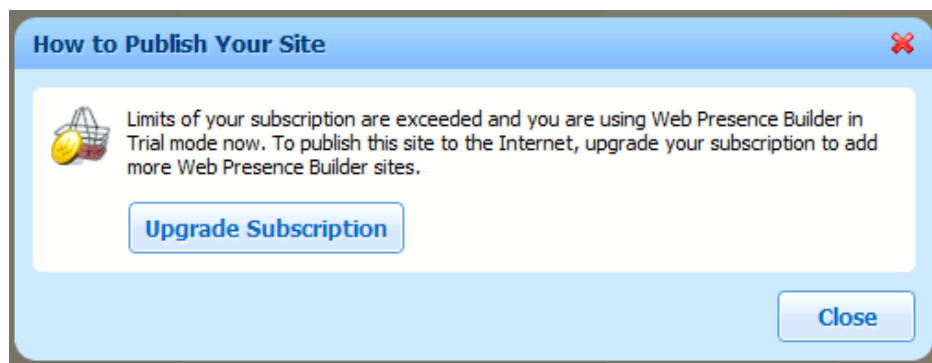 How to Publish Your Site
Limits of your subscription are exceeded and you are using Web Presence Builder in
Trial mode now. To publish this site to the Internet, upgrade your subscription to add
more Web Presence Builder sites.
Upgrade Subscription
Close